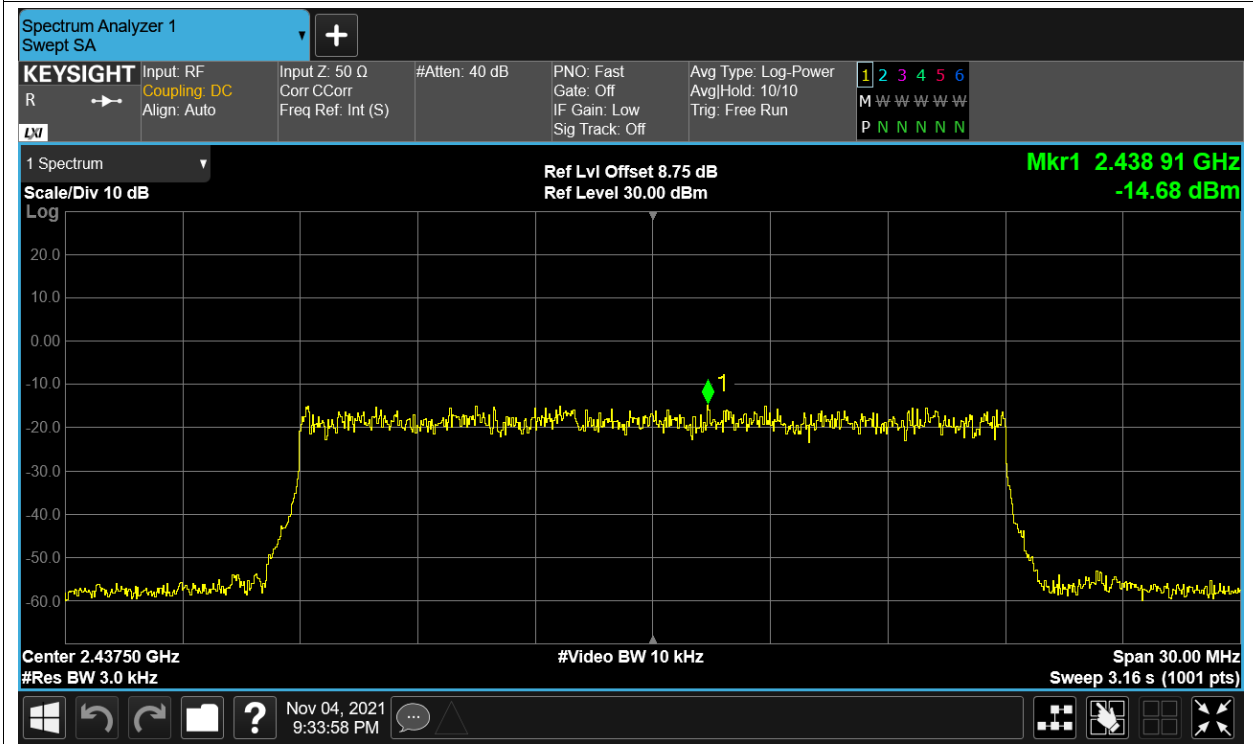 Spectrum Analyzer 1
Swept SA
KEYSIGHT Input: RF Input Z: 50 Ω #Atten: 40 dB PNO: Fast Avg Type: Log-Power 1 2 3 4 5 6
R Coupling: DC Corr CCorr Gate: Off Avg|Hold: 10/10 M W W W W W
Align: Auto Freq Ref: Int (S) IF Gain: Low Trig: Free Run
LXI Sig Track: Off P N N N N N
1 Spectrum Ref Lvl Offset 8.75 dB Mkr1 2.438 91 GHz
Scale/Div 10 dB Ref Level 30.00 dBm -14.68 dBm
Log
20.0
10.0
0.00
-10.0
1
-20.0
-30.0
-40.0
-50.0
-60.0
Center 2.43750 GHz #Video BW 10 kHz Span 30.00 MHz
#Res BW 3.0 kHz Sweep 3.16 s (1001 pts)
? Nov 04, 2021
9:33:58 PM